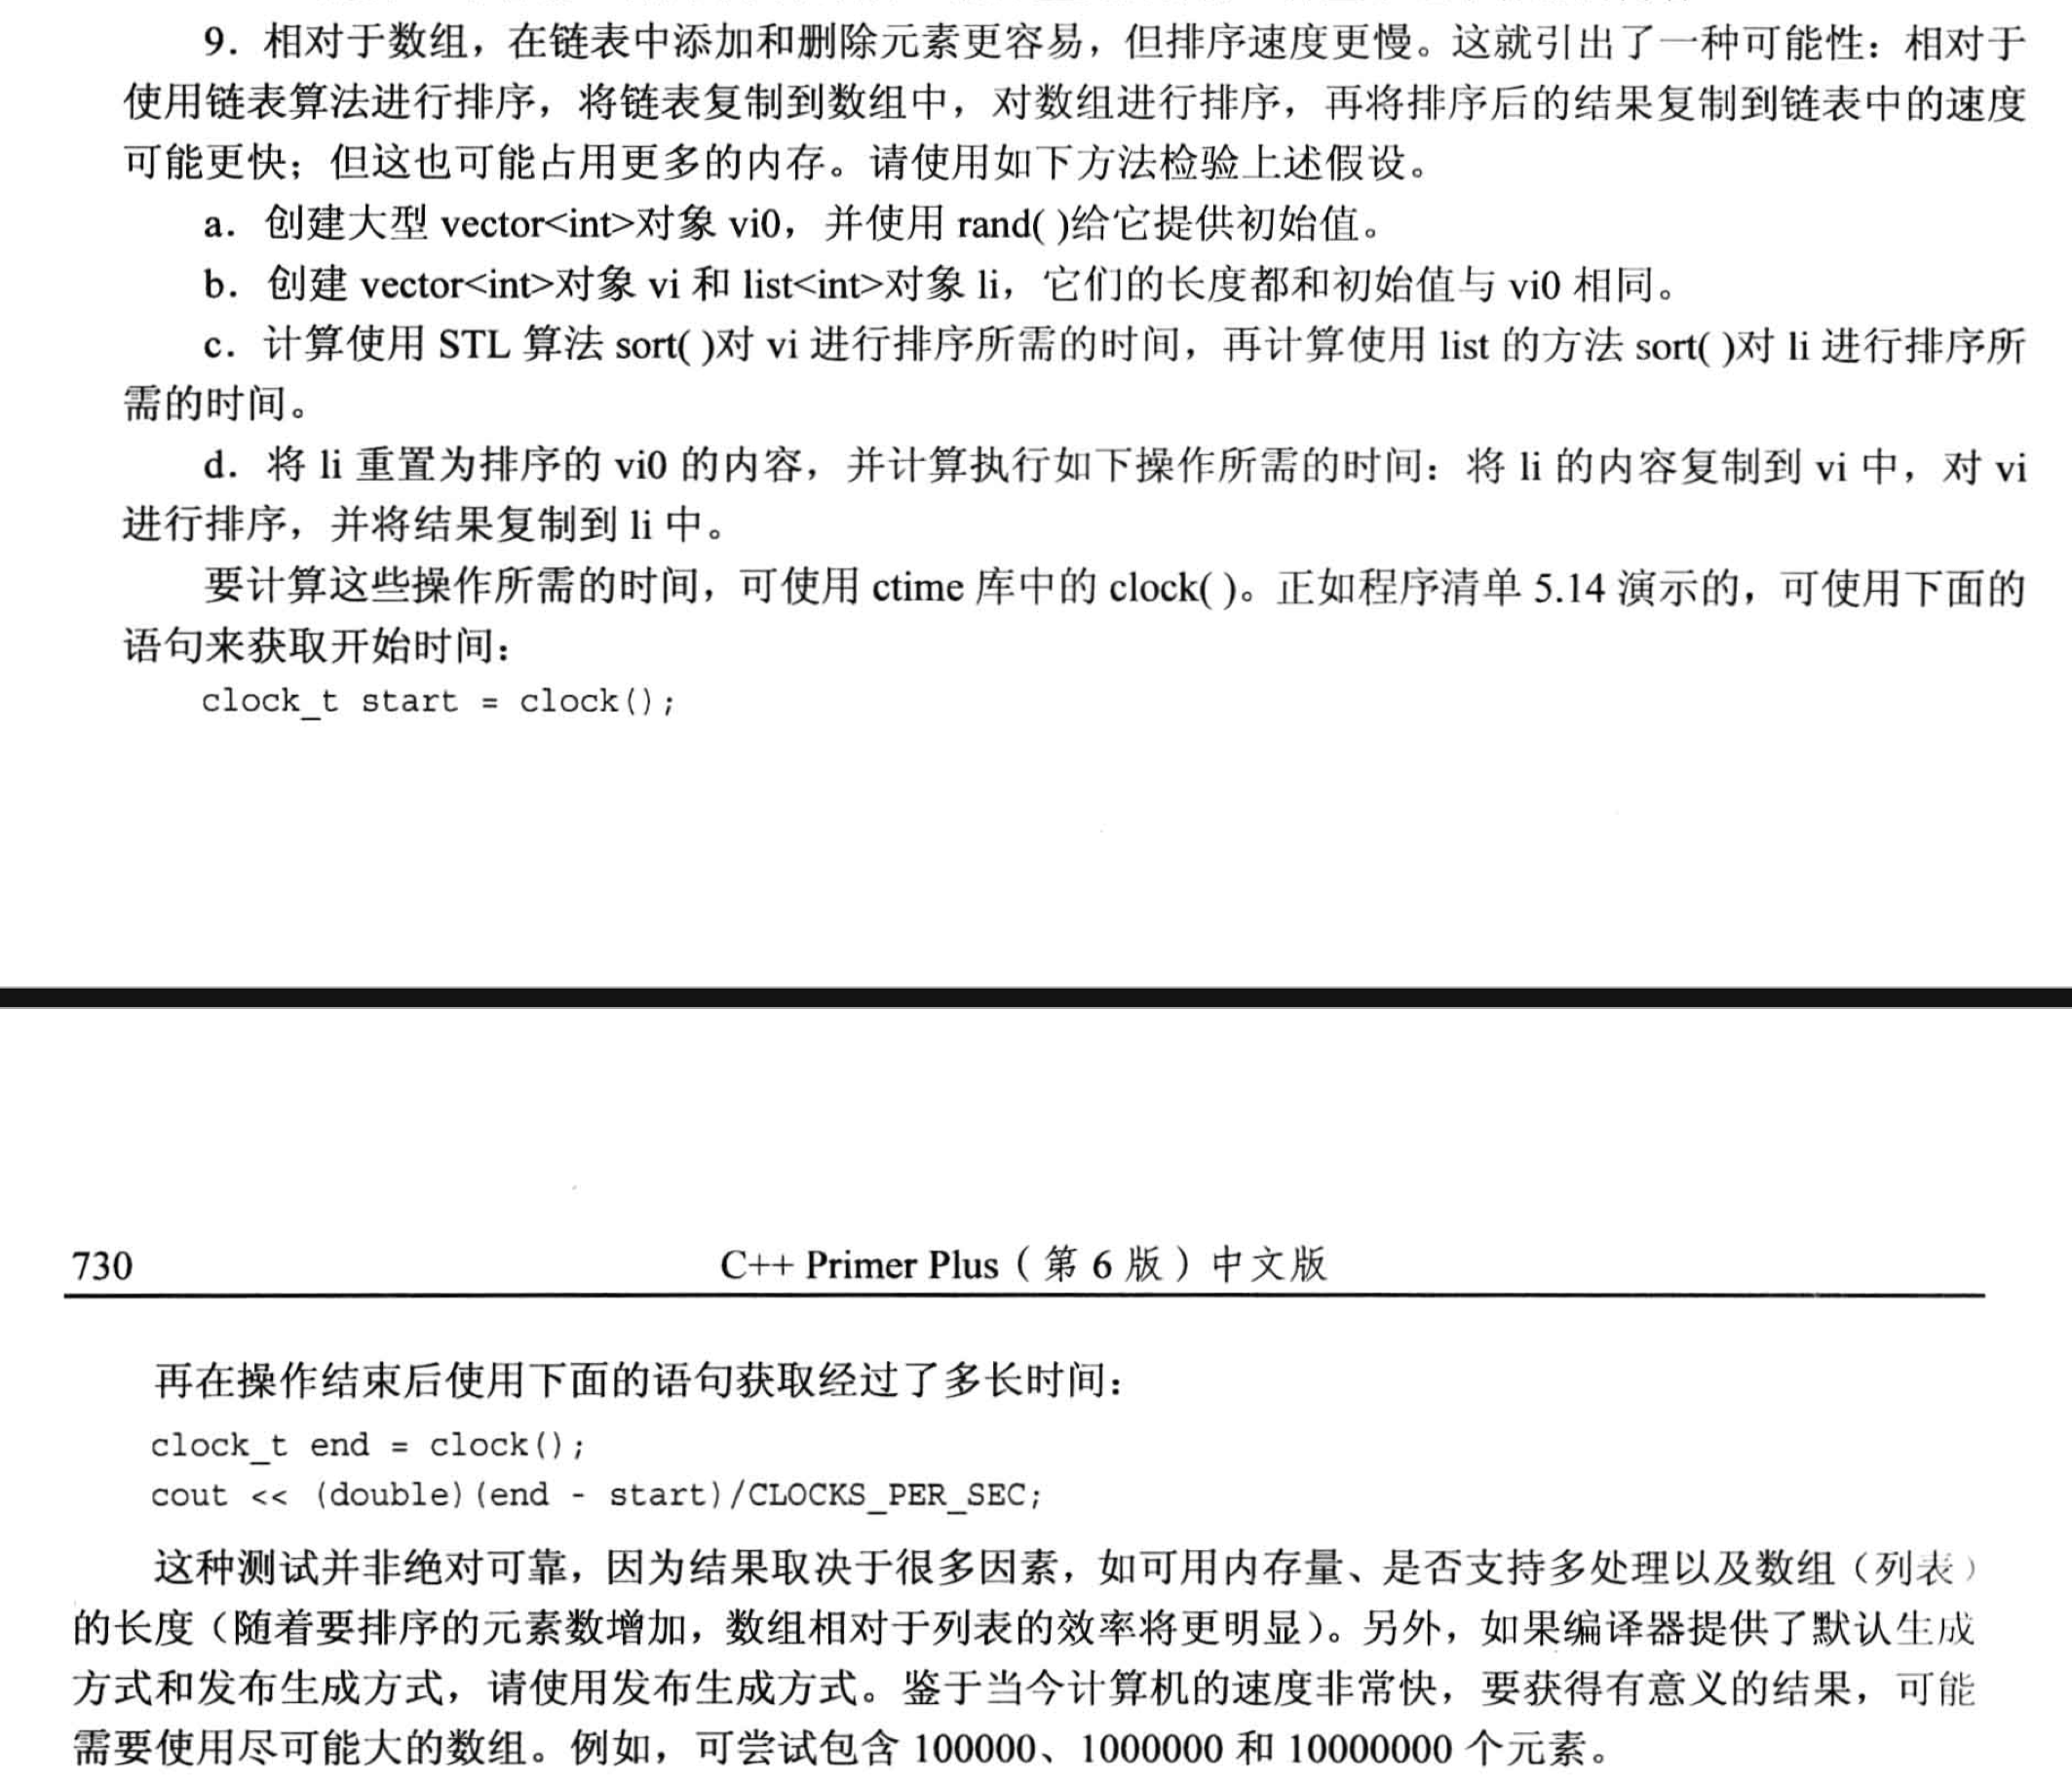 9．相对于数组，在链表中添加和删除元素更容易，但排序速度更慢。这就引出了一种可能性：相对于
使用链表算法进行排序，将链表复制到数组中，对数组进行排序，再将排序后的结果复制到链表中的速度
可能更快；但这也可能占用更多的内存。请使用如下方法检验上述假设。
a．创建大型 vector<int>对象 vi0，并使用 rand( )给它提供初始值。
b．创建 vector<int>对象 vi 和 list<int>对象 li，它们的长度都和初始值与 vi0 相同。
c．计算使用 STL 算法 sort( )对 vi 进行排序所需的时间，再计算使用 list 的方法 sort( )对 li 进行排序所
需的时间。
d．将 li 重置为排序的 vi0 的内容，并计算执行如下操作所需的时间：将 li 的内容复制到 vi 中，对 vi
进行排序，并将结果复制到 li 中。
要计算这些操作所需的时间，可使用 ctime 库中的 clock( )。正如程序清单 5.14 演示的，可使用下面的
语句来获取开始时间：
clock_t start = clock();
730 C++ Primer Plus（第 6 版）中文版
再在操作结束后使用下面的语句获取经过了多长时间：
clock_t end = clock();
cout << (double)(end - start)/CLOCKS_PER_SEC;
这种测试并非绝对可靠，因为结果取决于很多因素，如可用内存量、是否支持多处理以及数组（列表）
的长度（随着要排序的元素数增加，数组相对于列表的效率将更明显）。另外，如果编译器提供了默认生成
方式和发布生成方式，请使用发布生成方式。鉴于当今计算机的速度非常快，要获得有意义的结果，可能
需要使用尽可能大的数组。例如，可尝试包含 100000、1000000 和 10000000 个元素。